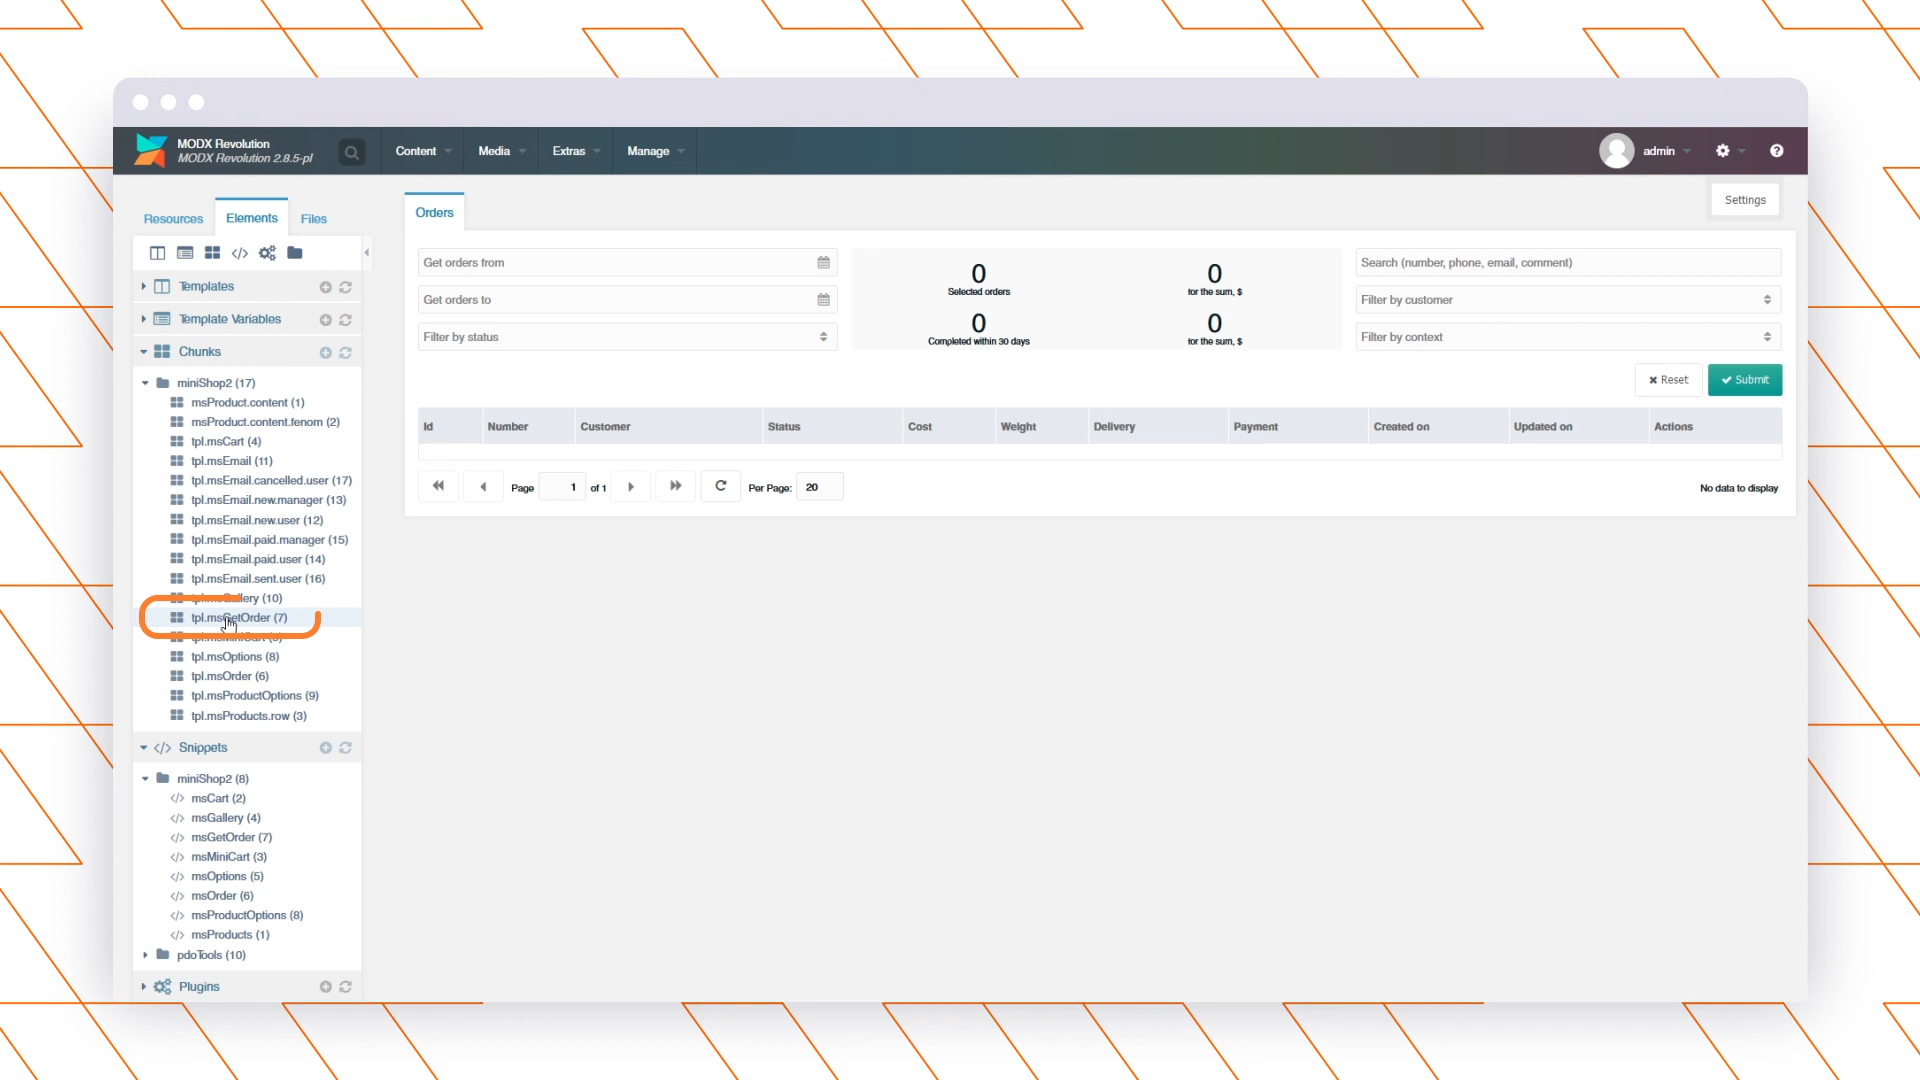 MODX Revolution
MODX Revolution 2.8.5-pl
Content
Media
Extras
Manage
admin
Resources
Elements
Files
Templates
Template Variables
Chunks
miniShop2 (17)
msProduct.content (1)
msProduct.content.fenom (2)
tpl.msCart (4)
tpl.msEmail (11)
tpl.msEmail.cancelled.user (17)
tpl.msEmail.new.manager (13)
tpl.msEmail.new.user (12)
tpl.msEmail.paid.manager (15)
tpl.msEmail.paid.user (14)
tpl.msEmail.sent.user (16)
tpl.msGallery (10)
tpl.msGetOrder (7)
tpl.msOptions (8)
tpl.msOrder (6)
tpl.msProductOptions (9)
tpl.msProducts.row (3)
Snippets
miniShop2 (8)
msCart (2)
msGallery (4)
msGetOrder (7)
msMiniCart (3)
msOptions (5)
msOrder (6)
msProductOptions (8)
msProducts (1)
pdoTools (10)
Plugins
Orders
Settings
Get orders from
Get orders to
Filter by status
0
Selected orders
0
for the sum, $
0
Completed within 30 days
0
for the sum, $
Search (number, phone, email, comment)
Filter by customer
Filter by context
Reset
Submit
Id Number Customer Status Cost Weight Delivery Payment Created on Updated on Actions
Page 1 of 1
Per Page: 20
No data to display